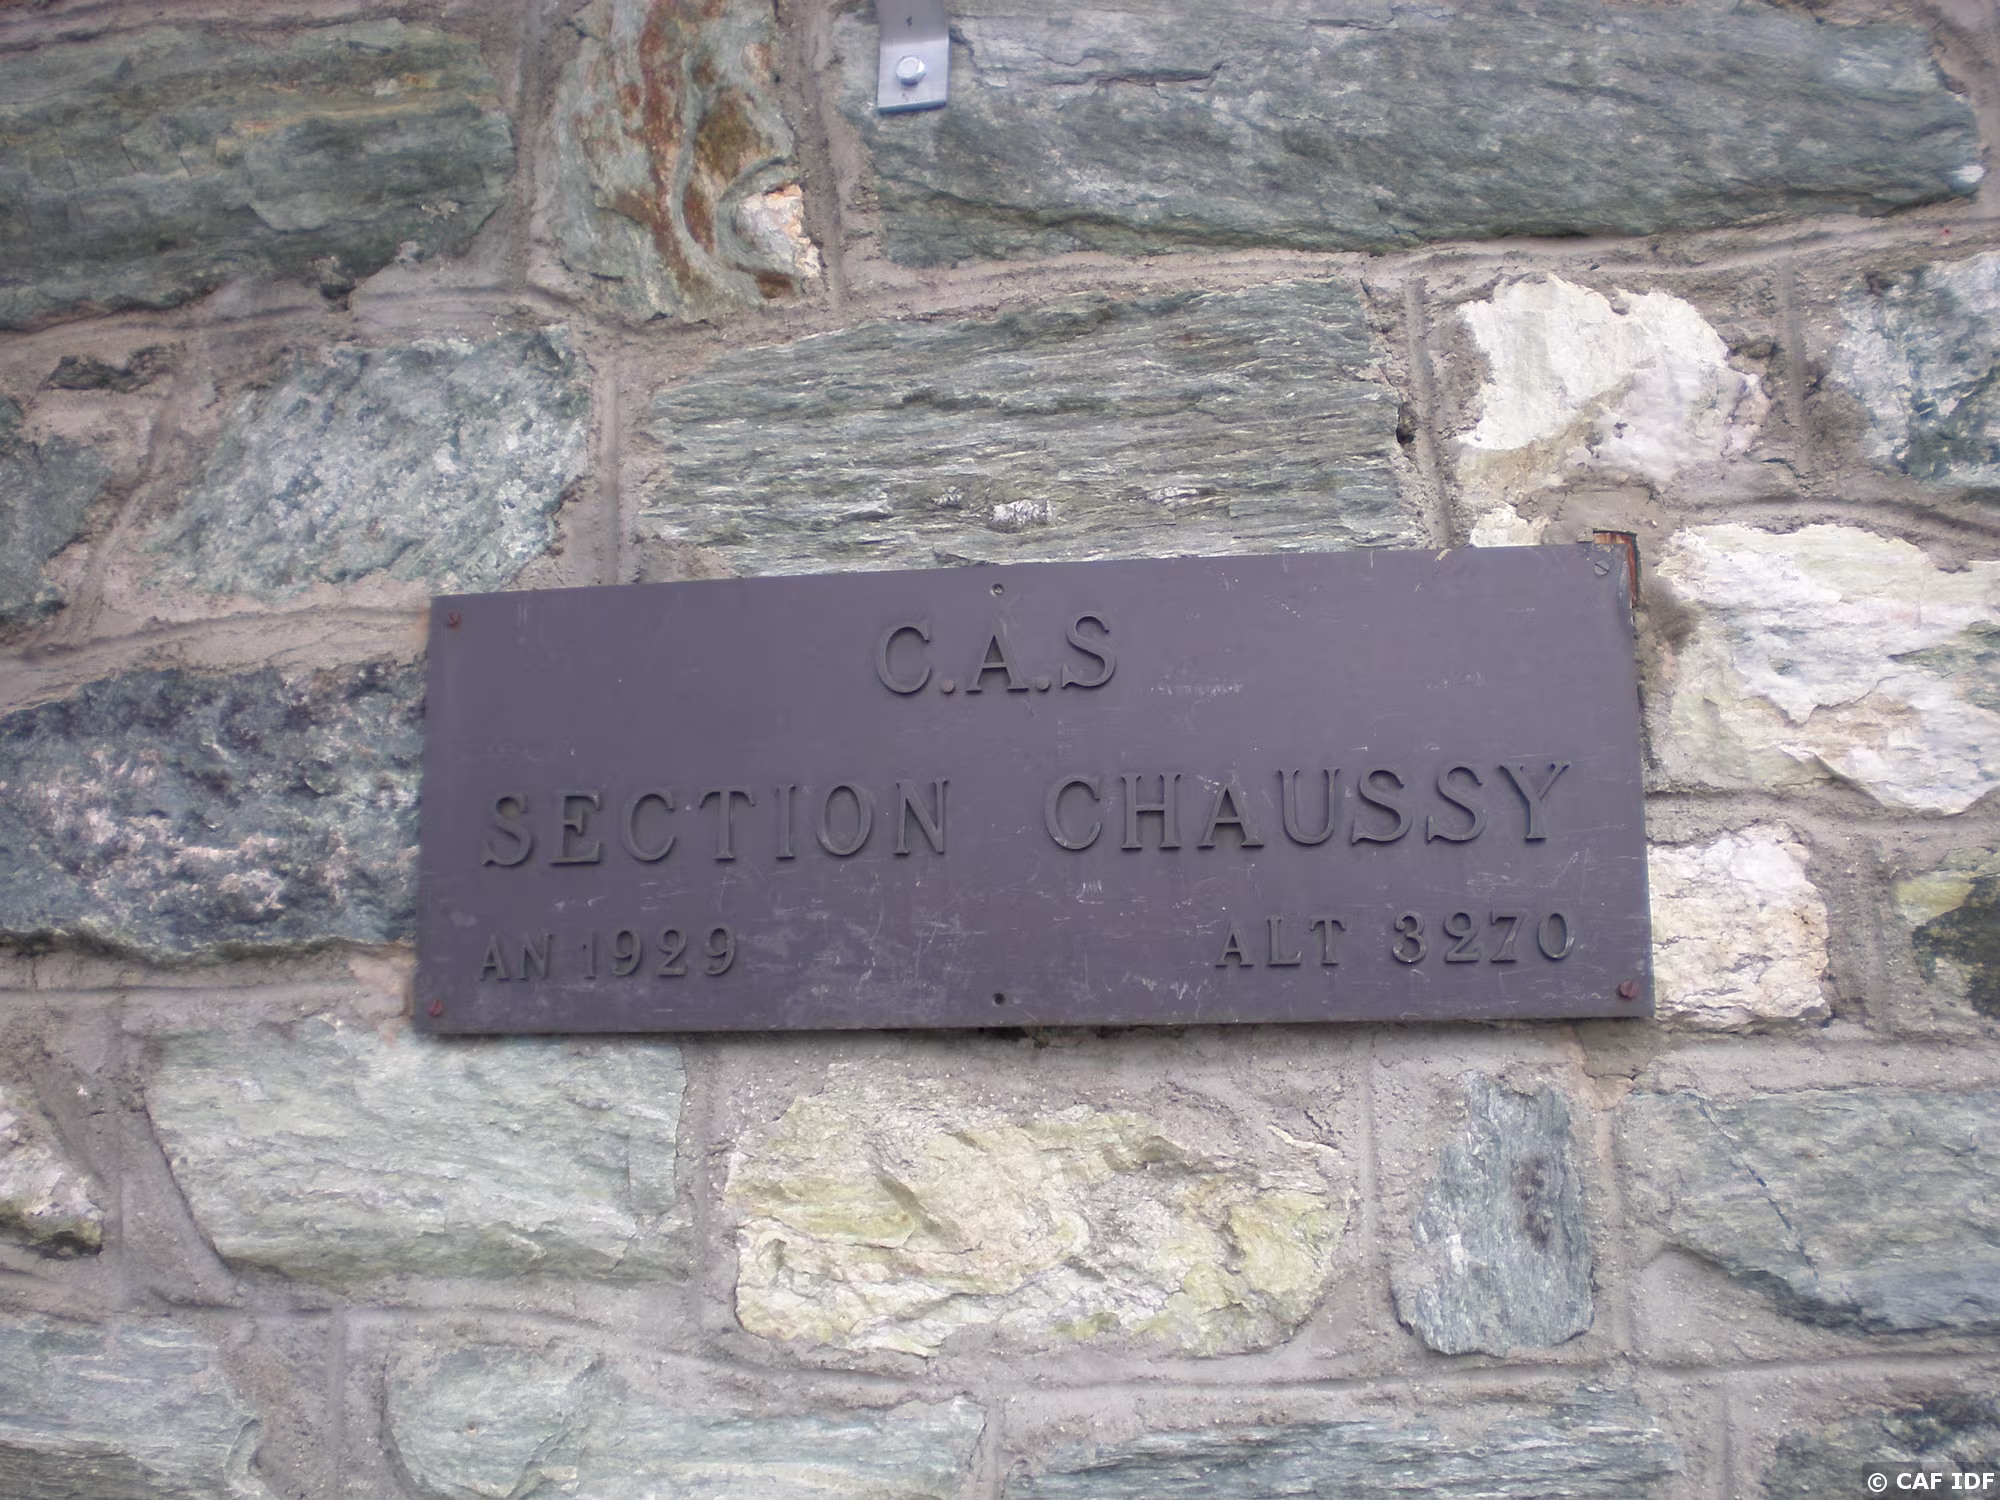 C.A.S
SECTION CHAUSSY
AN 1929 ALT 3270
© CAF IDF